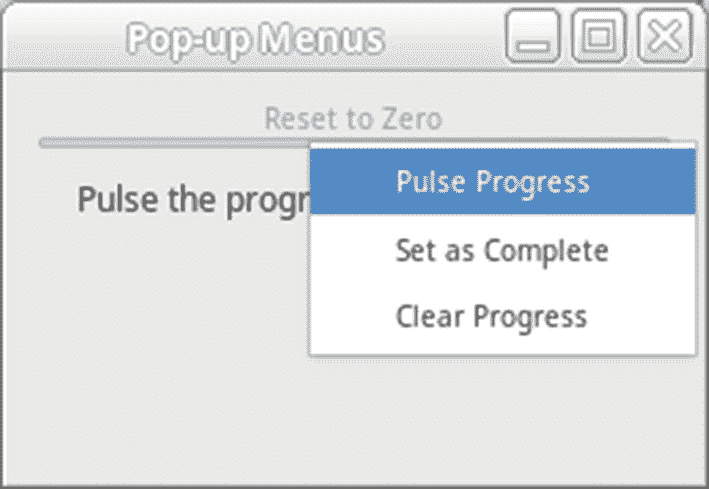 Pop-up Menus
Reset to Zero
Pulse the progr
Pulse Progress
Set as Complete
Clear Progress